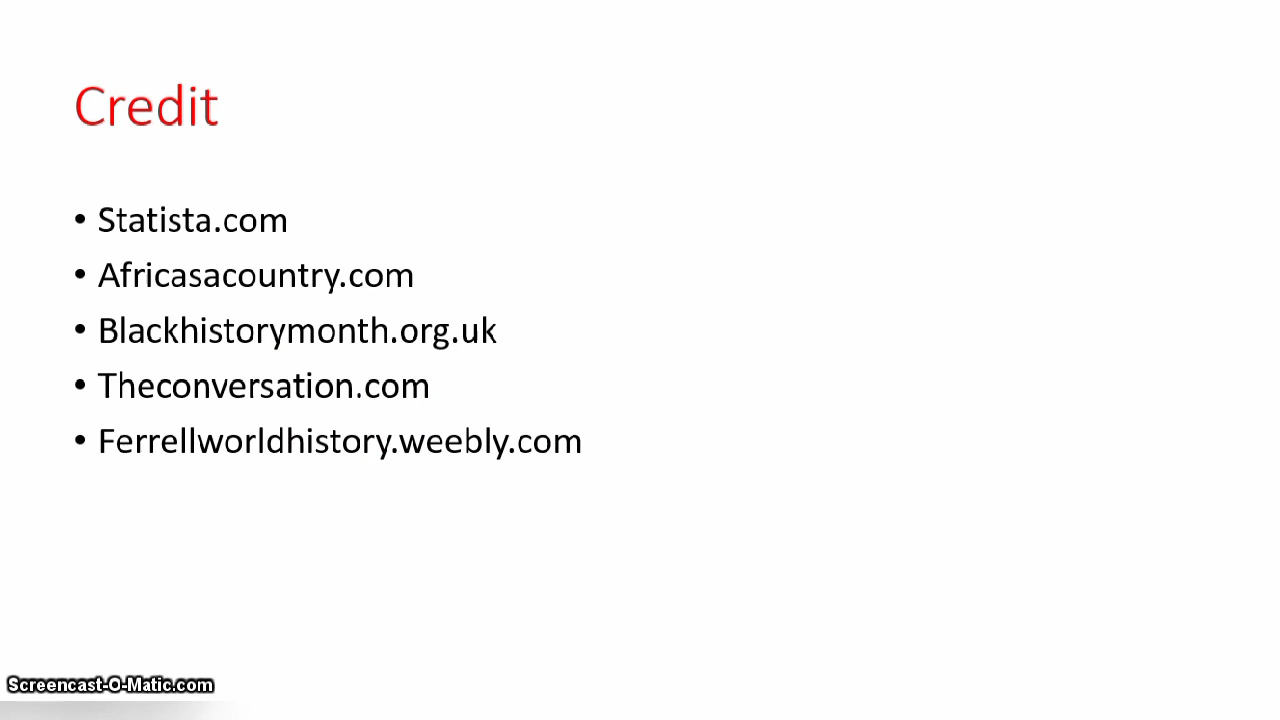 Credit
• Statista.com
• Africasacountry.com
• Blackhistorymonth.org.uk
• Theconversation.com
• Ferrellworldhistory.weebly.com
Screencast-O-Matic.com